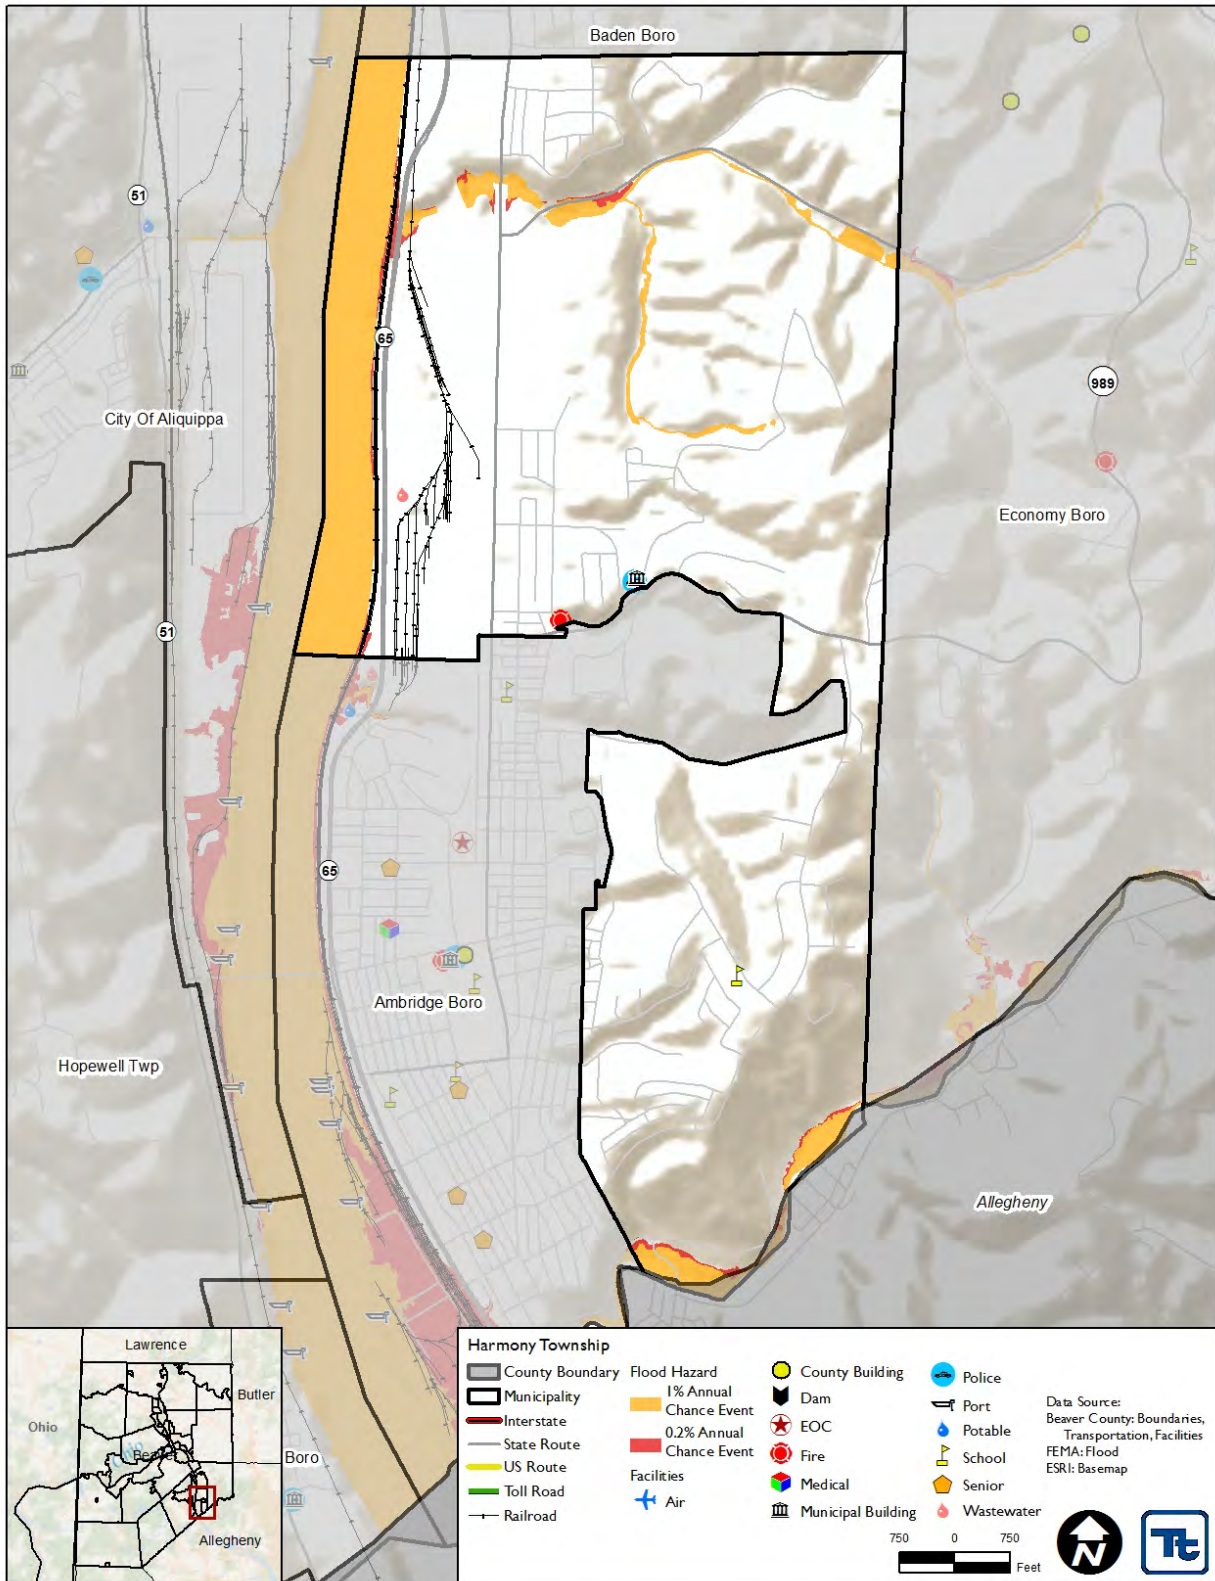 Baden Boro
51
65
City Of Aliquippa
989
Economy Boro
51
65
Ambridge Boro
Hopewell Twp
Allegheny
Boro
Lawrence
Butler
Ohio
Ohio
Beaver
Allegheny
Harmony Township
County Boundary
Municipality
Interstate
State Route
US Route
Toll Road
Railroad
Flood Hazard
1% Annual
Chance Event
0.2% Annual
Chance Event
Facilities
Air
County Building
Dam
EOC
Fire
Medical
Municipal Building
Police
Port
Potable
School
Senior
Wastewater
Data Source:
Beaver County: Boundaries,
Transportation, Facilities
FEMA: Flood
ESRI: Basemap
750 0 750
Feet
N
Tt